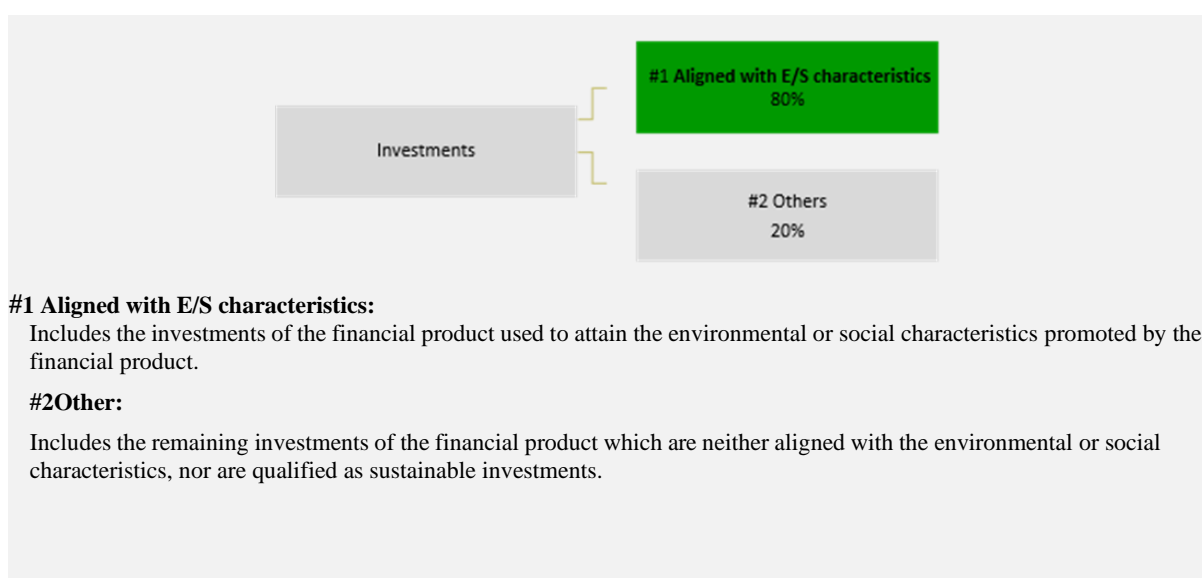 #1 Aligned with E/S characteristics
80%
Investments
#2 Others
20%
#1 Aligned with E/S characteristics:
Includes the investments of the financial product used to attain the environmental or social characteristics promoted by the
financial product.
#2Other:
Includes the remaining investments of the financial product which are neither aligned with the environmental or social
characteristics, nor are qualified as sustainable investments.